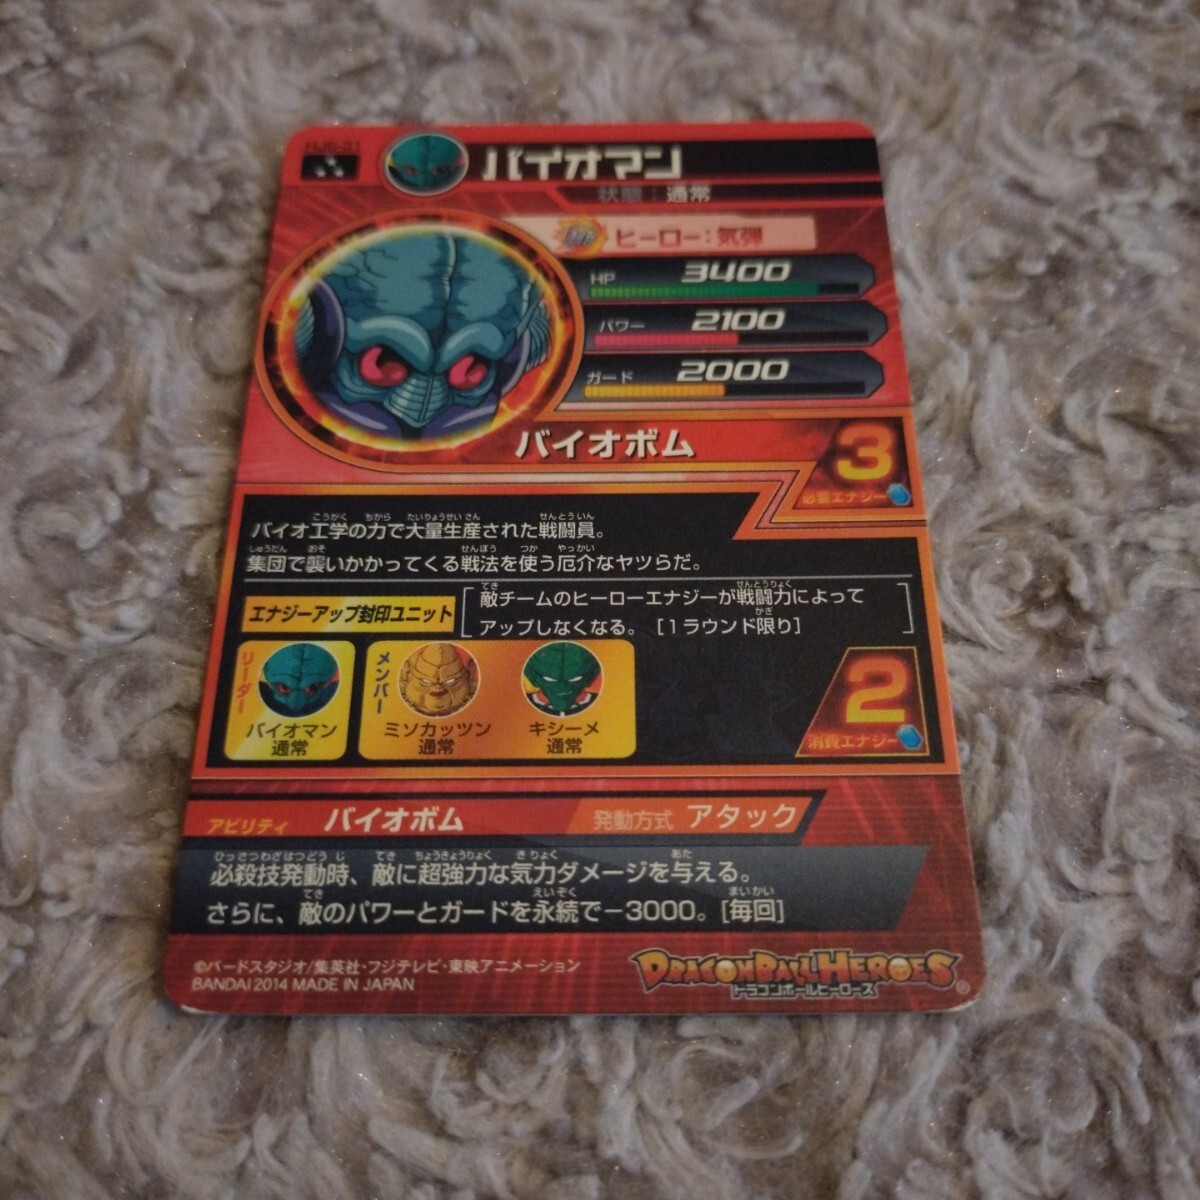 HJ6-31
バイオマン
状態：通常
ヒーロー：気弾
HP 3400
パワー 2100
ガード 2000
バイオボム
3
必要エナジー
バイオ工学の力で大量生産された戦闘員。
集団で襲いかかってくる戦法を使う厄介なヤツらだ。
エナジーアップ封印ユニット
敵チームのヒーローエナジーが戦闘力によって
アップしなくなる。［1ラウンド限り］
リーダー
バイオマン
通常
メンバー
ミソカッツン
通常
キシーメ
通常
2
消費エナジー
アビリティ バイオボム 発動方式 アタック
必殺技発動時、敵に超強力な気力ダメージを与える。
さらに、敵のパワーとガードを永続で－3000。［毎回］
©バードスタジオ/集英社・フジテレビ・東映アニメーション
BANDAI 2014 MADE IN JAPAN
DRAGONBALL HEROES
ドラゴンボールヒーローズ